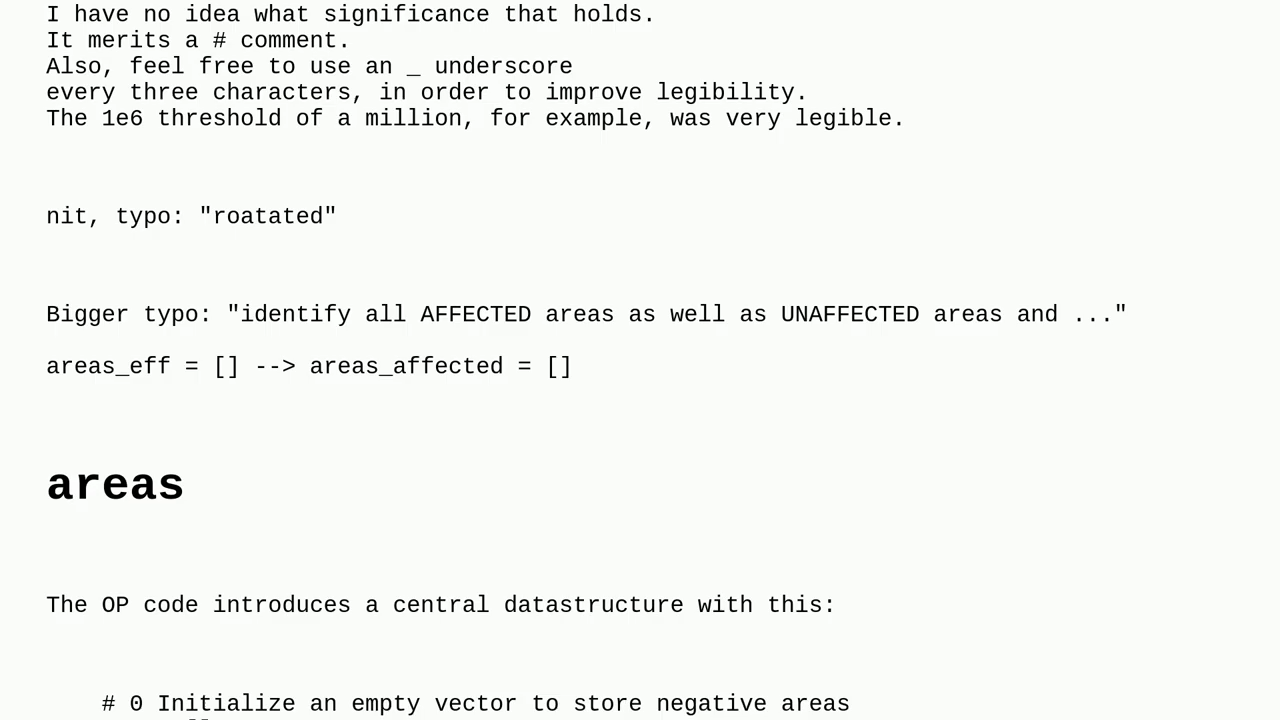 I have no idea what significance that holds.
It merits a # comment.
Also, feel free to use an _ underscore
every three characters, in order to improve legibility.
The 1e6 threshold of a million, for example, was very legible.
nit, typo: "roatated"
Bigger typo: "identify all AFFECTED areas as well as UNAFFECTED areas and ..."
areas_eff = [] --> areas_affected = []
areas
The OP code introduces a central datastructure with this:
# 0 Initialize an empty vector to store negative areas